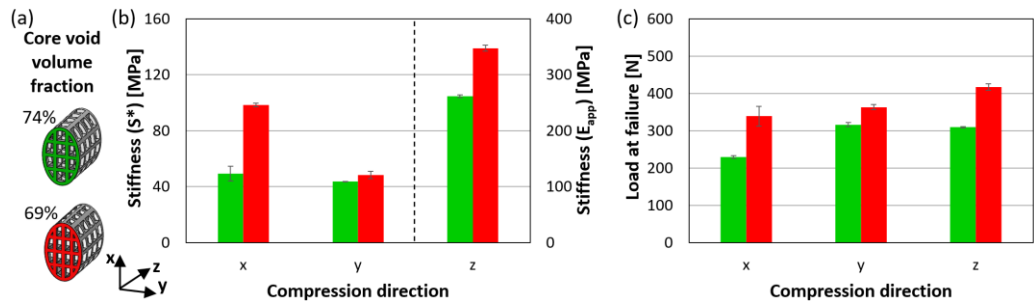 (a)
Core void
volume
fraction
74%
69%
x
z
y
(b)
Stiffness (S*) [MPa]
160
120
80
40
0
x
y
z
Compression direction
400
300
200
100
0
Stiffness (E_app) [MPa]
(c)
Load at failure [N]
600
500
400
300
200
100
0
x
y
z
Compression direction